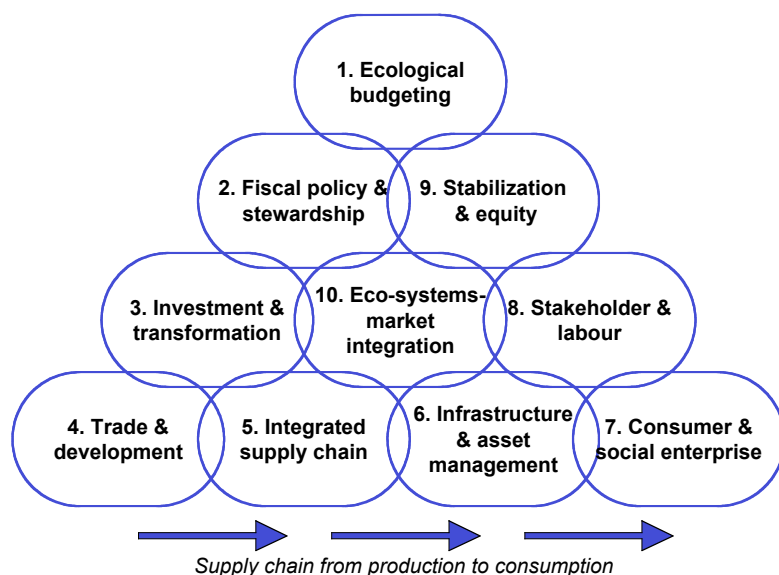 1. Ecological
budgeting
2. Fiscal policy &
stewardship
9. Stabilization
& equity
3. Investment &
transformation
10. Eco-systems-
market
integration
8. Stakeholder &
labour
4. Trade &
development
5. Integrated
supply chain
6. Infrastructure
& asset
management
7. Consumer &
social enterprise
Supply chain from production to consumption